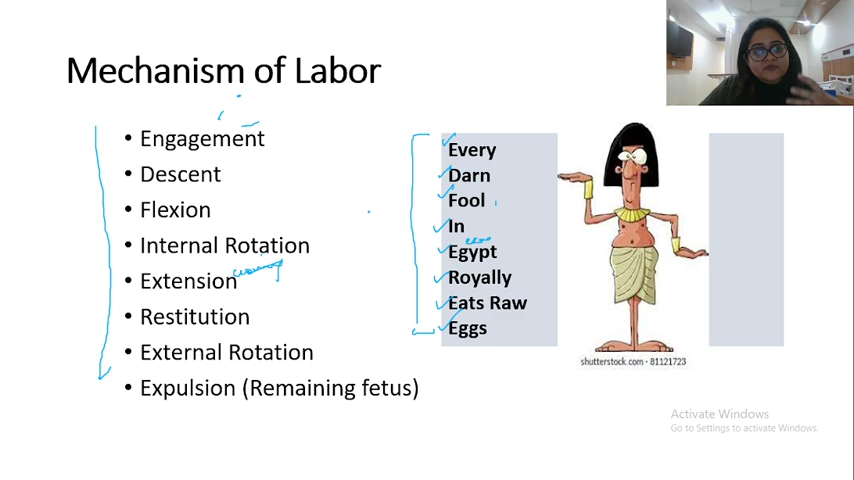 Mechanism of Labor
• Engagement
• Descent
• Flexion
• Internal Rotation
• Extension
• Restitution
• External Rotation
• Expulsion (Remaining fetus)
Every
Darn
Fool
In
Egypt
Royally
Eats Raw
Eggs
shutterstock.com · 81121723
Activate Windows
Go to Settings to activate Windows.